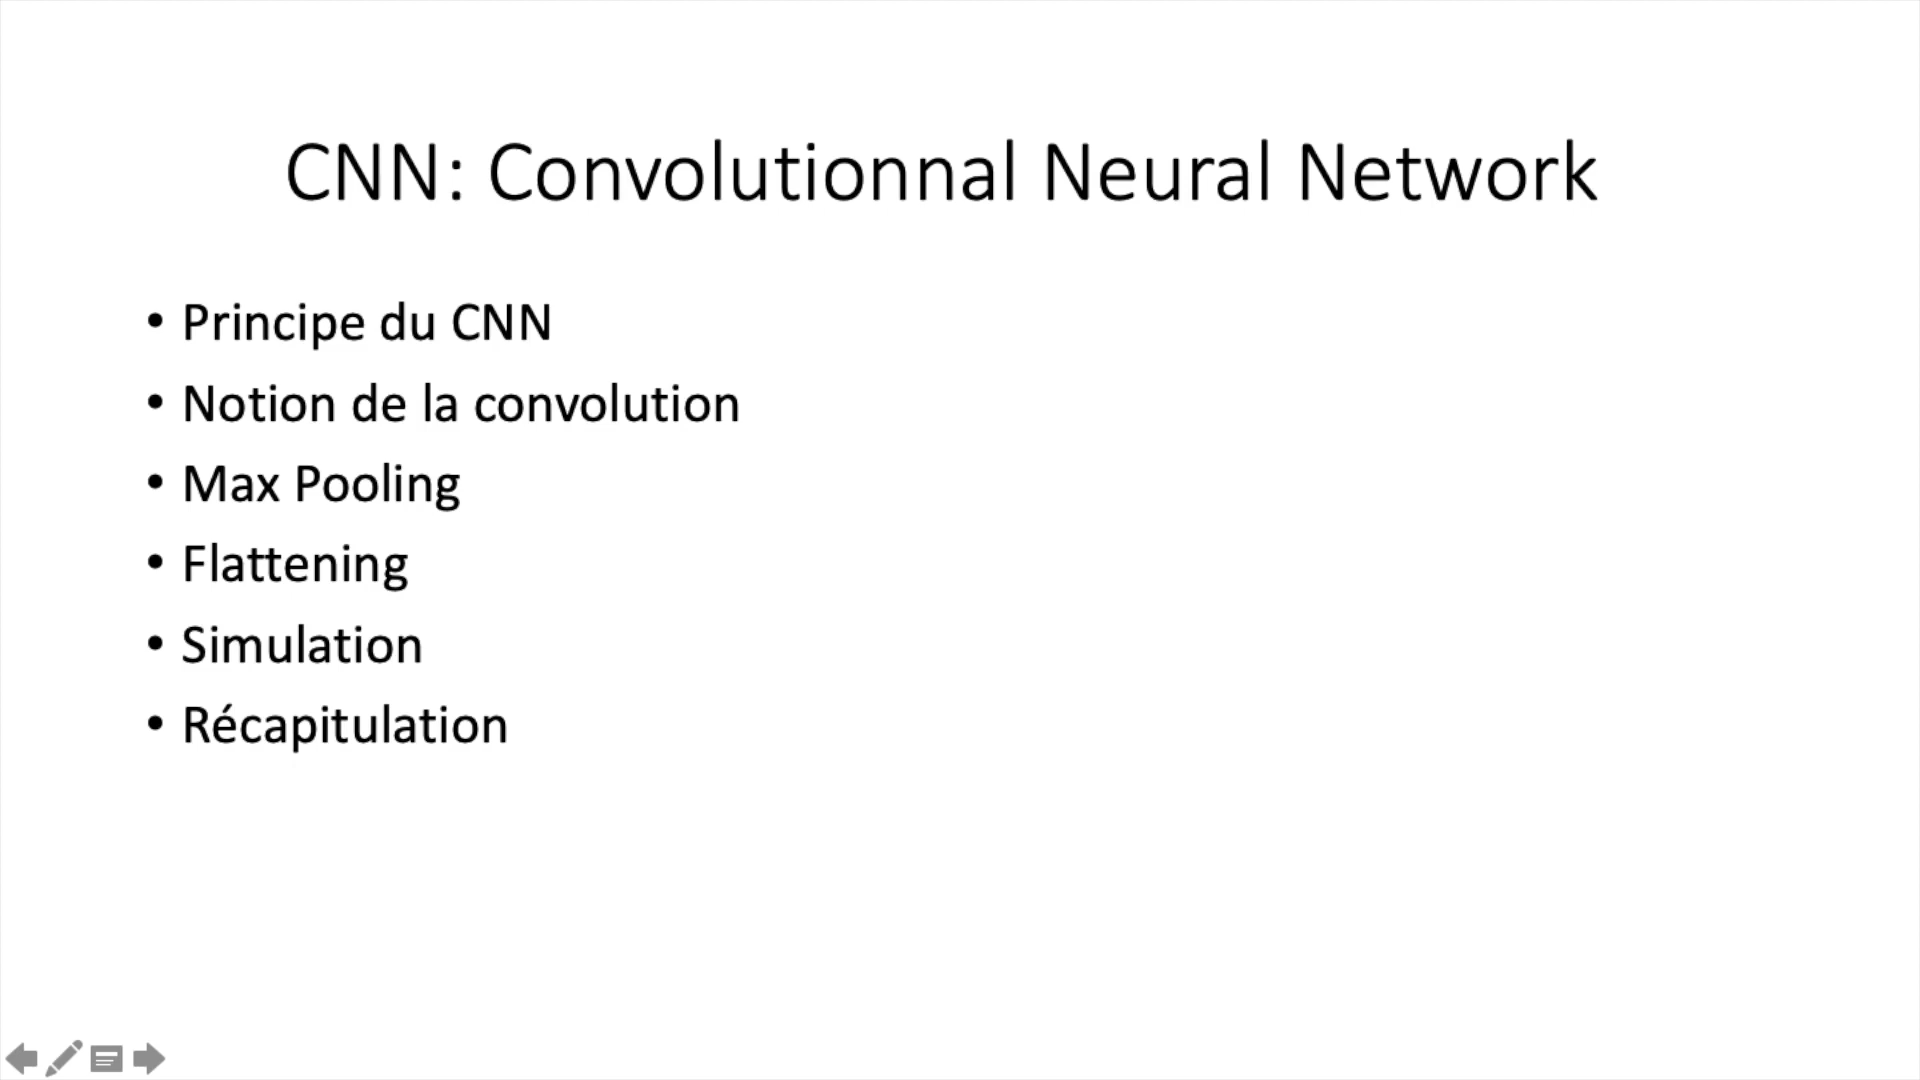 CNN: Convolutionnal Neural Network
• Principe du CNN
• Notion de la convolution
• Max Pooling
• Flattening
• Simulation
• Récapitulation